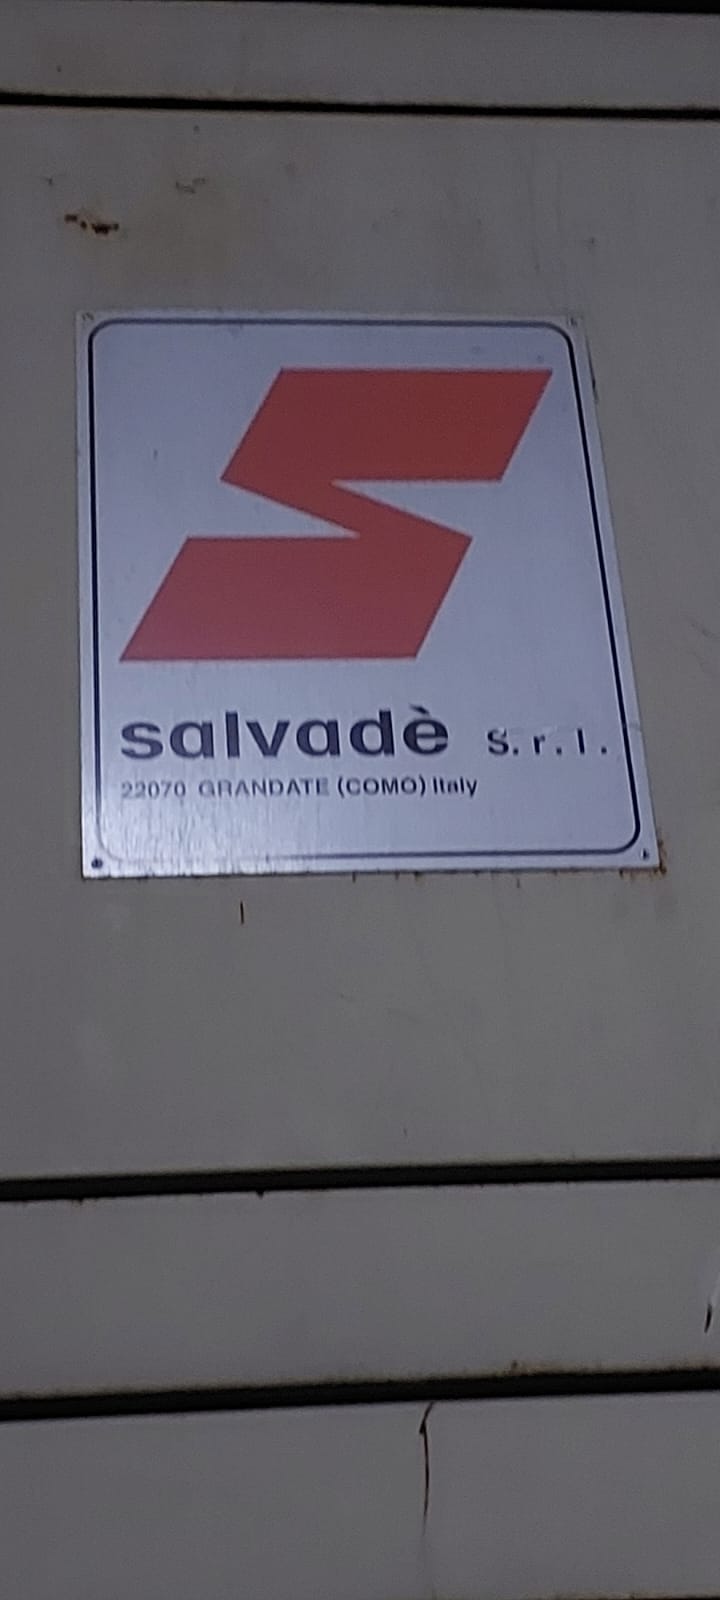 salvadè S.r.l.
22070 GRANDATE (COMO) Italy